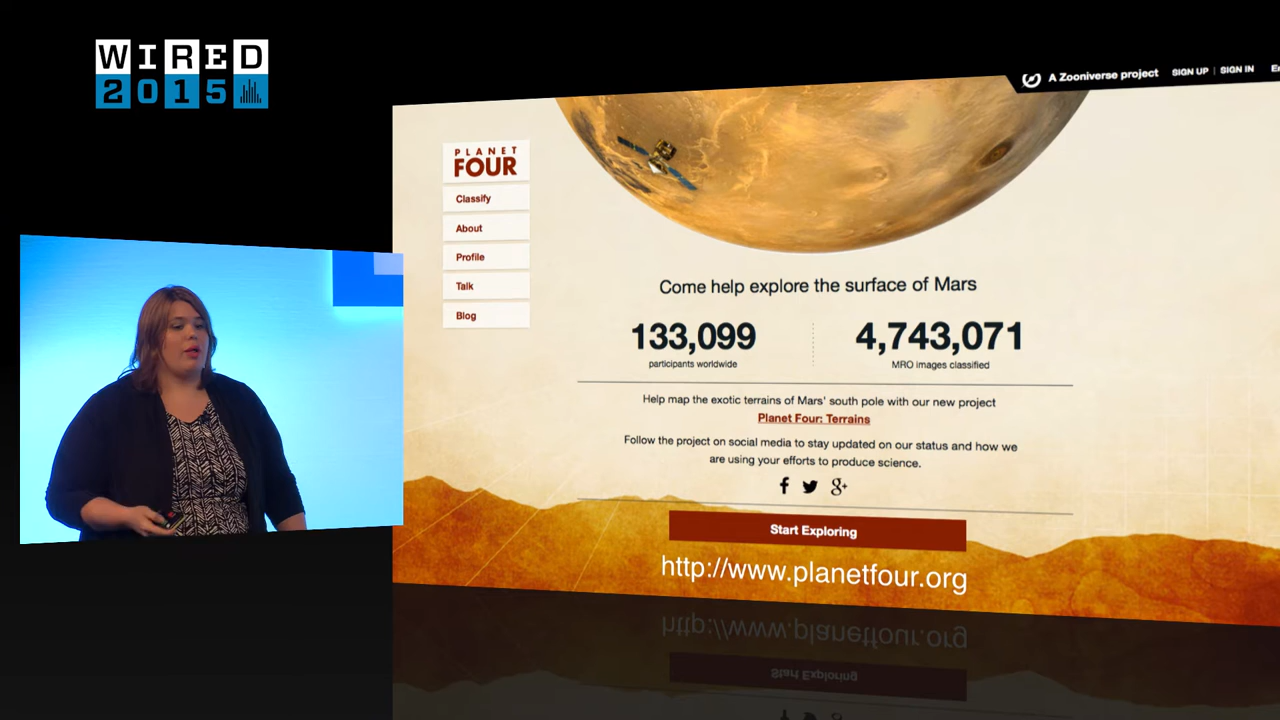 WIRED
2015
A Zooniverse project SIGN UP | SIGN IN
PLANET
FOUR
Classify
About
Profile
Talk
Blog
Come help explore the surface of Mars
133,099
participants worldwide
4,743,071
MRO images classified
Help map the exotic terrains of Mars' south pole with our new project
Planet Four: Terrains
Follow the project on social media to stay updated on our status and how we
are using your efforts to produce science.
f g+
Start Exploring
http://www.planetfour.org